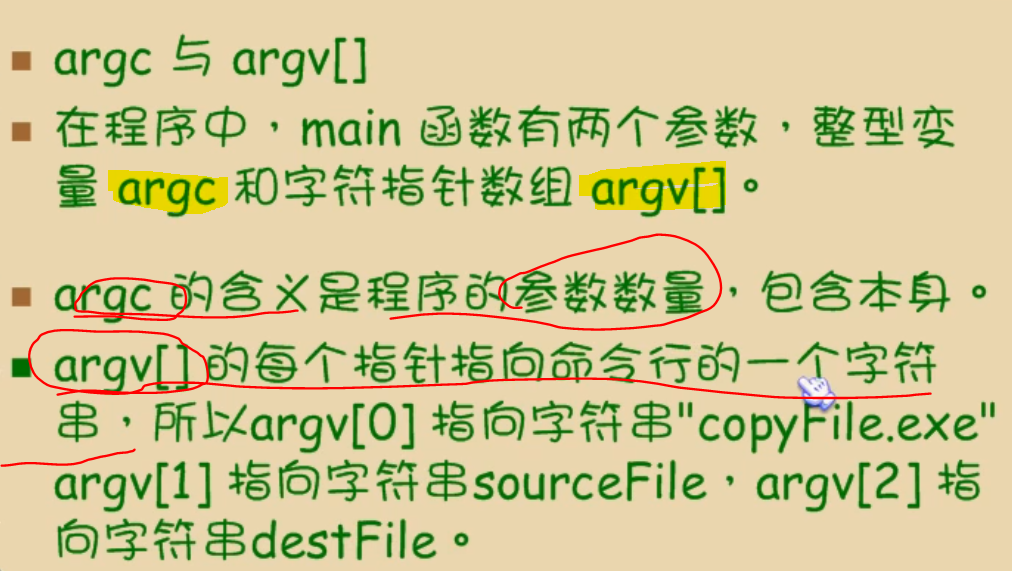 argc 与 argv[]
在程序中，main 函数有两个参数，整型变
量 argc 和字符指针数组 argv[]。
argc 的含义是程序的参数数量，包含本身。
argv[] 的每个指针指向命令行的一个字符
串，所以argv[0] 指向字符串"copyFile.exe"
argv[1] 指向字符串sourceFile，argv[2] 指
向字符串destFile。